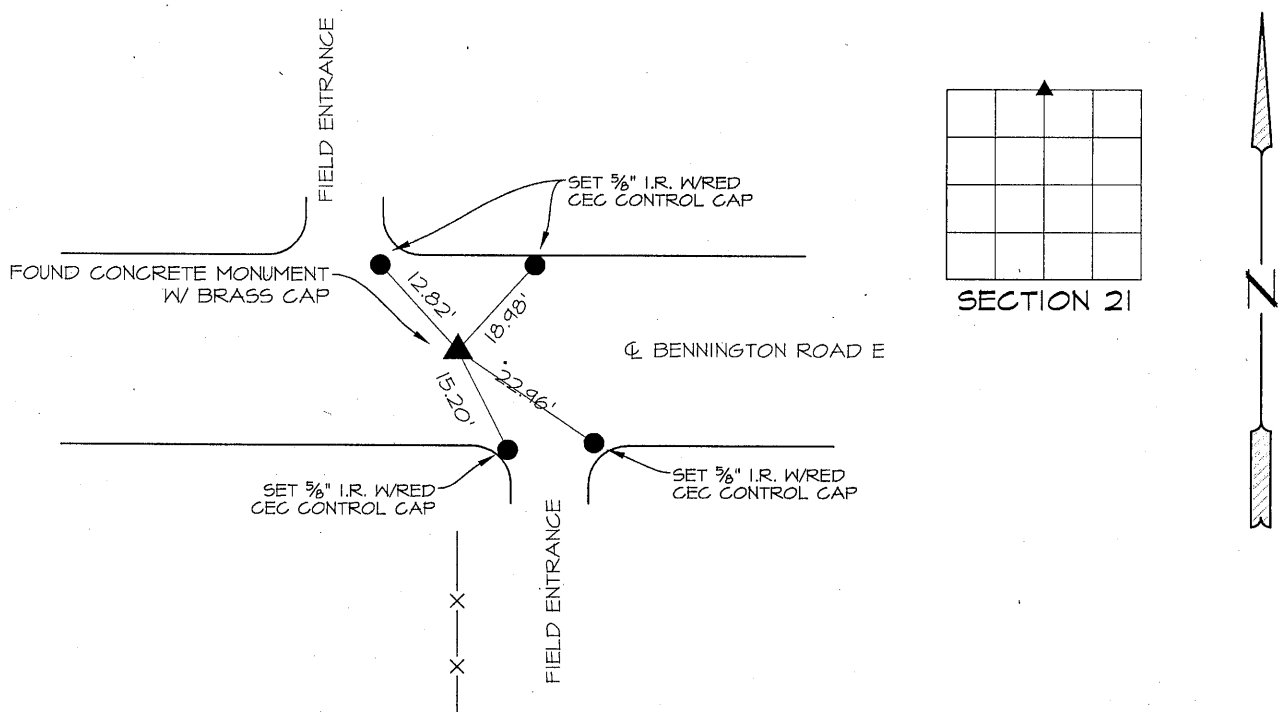 FIELD ENTRANCE
SET 5/8" I.R. W/RED
CEC CONTROL CAP
FOUND CONCRETE MONUMENT
W/ BRASS CAP
12.82'
18.98'
℄ BENNINGTON ROAD E
15.20'
22.96'
SET 5/8" I.R. W/RED
CEC CONTROL CAP
SET 5/8" I.R. W/RED
CEC CONTROL CAP
FIELD ENTRANCE
SECTION 21
N